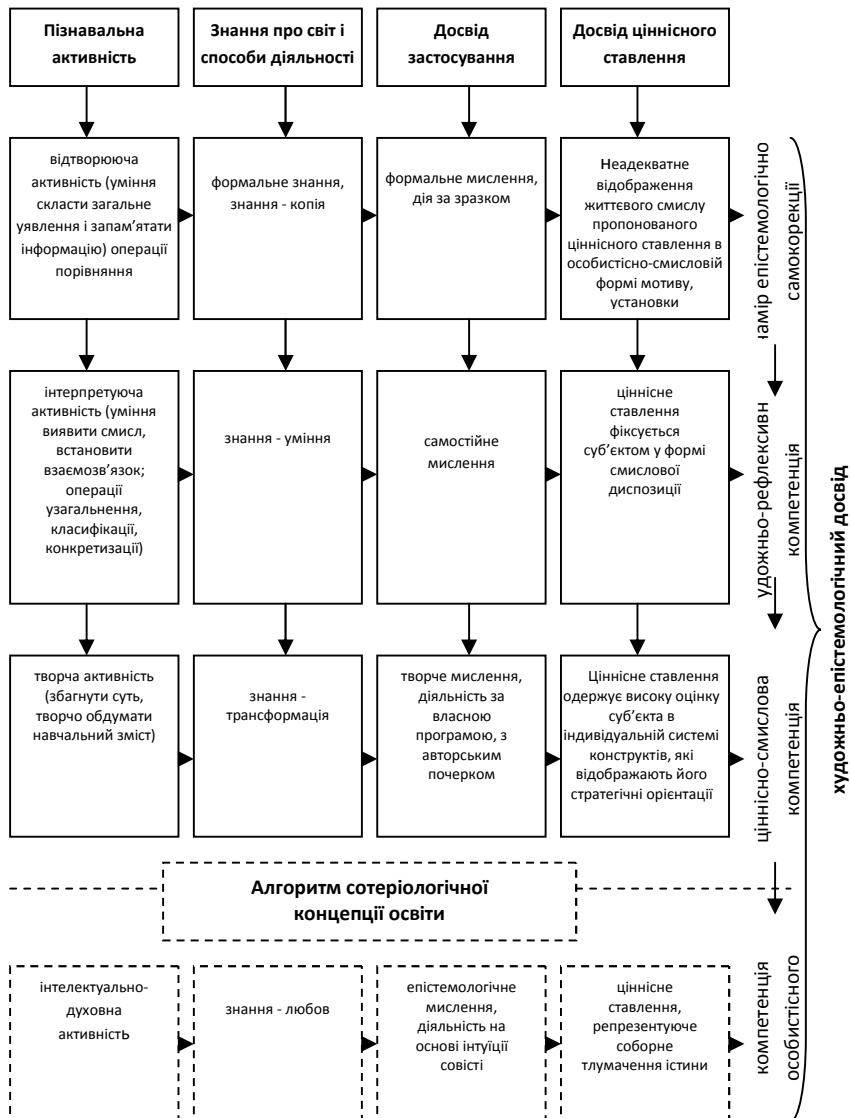 Пізнавальна
активність
Знання про світ і
способи діяльності
Досвід
застосування
Досвід ціннісного
ставлення
відтворююча
активність (уміння
скласти загальне
уявлення і запам’ятати
інформацію) операції
порівняння
формальне знання,
знання - копія
формальне мислення,
дія за зразком
Неадекватне
відображення
життєвого смислу
пропонованого
ціннісного ставлення в
особистісно-смисловій
формі мотиву,
установки
намір епістемологічно
самокорекції
інтерпретуюча
активність (уміння
виявити смисл,
встановити
взаємозв’язок;
операції
узагальнення,
класифікації,
конкретизації)
знання - уміння
самостійне
мислення
ціннісне
ставлення
фіксується
суб’єктом у формі
смислової
диспозиції
удожньо-рефлексивн
компетенція
творча активність
(збагнути суть,
творчо обдумати
навчальний зміст)
знання -
трансформація
творче мислення,
діяльність за
власною
програмою, з
авторським
почерком
Ціннісне ставлення
одержує високу оцінку
суб’єкта в
індивідуальній системі
конструктів, які
відображають його
стратегічні орієнтації
ціннісно-смислова
компетенція
Алгоритм сотеріологічної
концепції освіти
інтелектуально-
духовна
активність
знання - любов
епістемологічне
мислення,
діяльність на
основі інтуїції
совісті
ціннісне
ставлення,
репрезентуюче
соборне
тлумачення істини
компетенція
особистісного
художньо-епістемологічний досвід